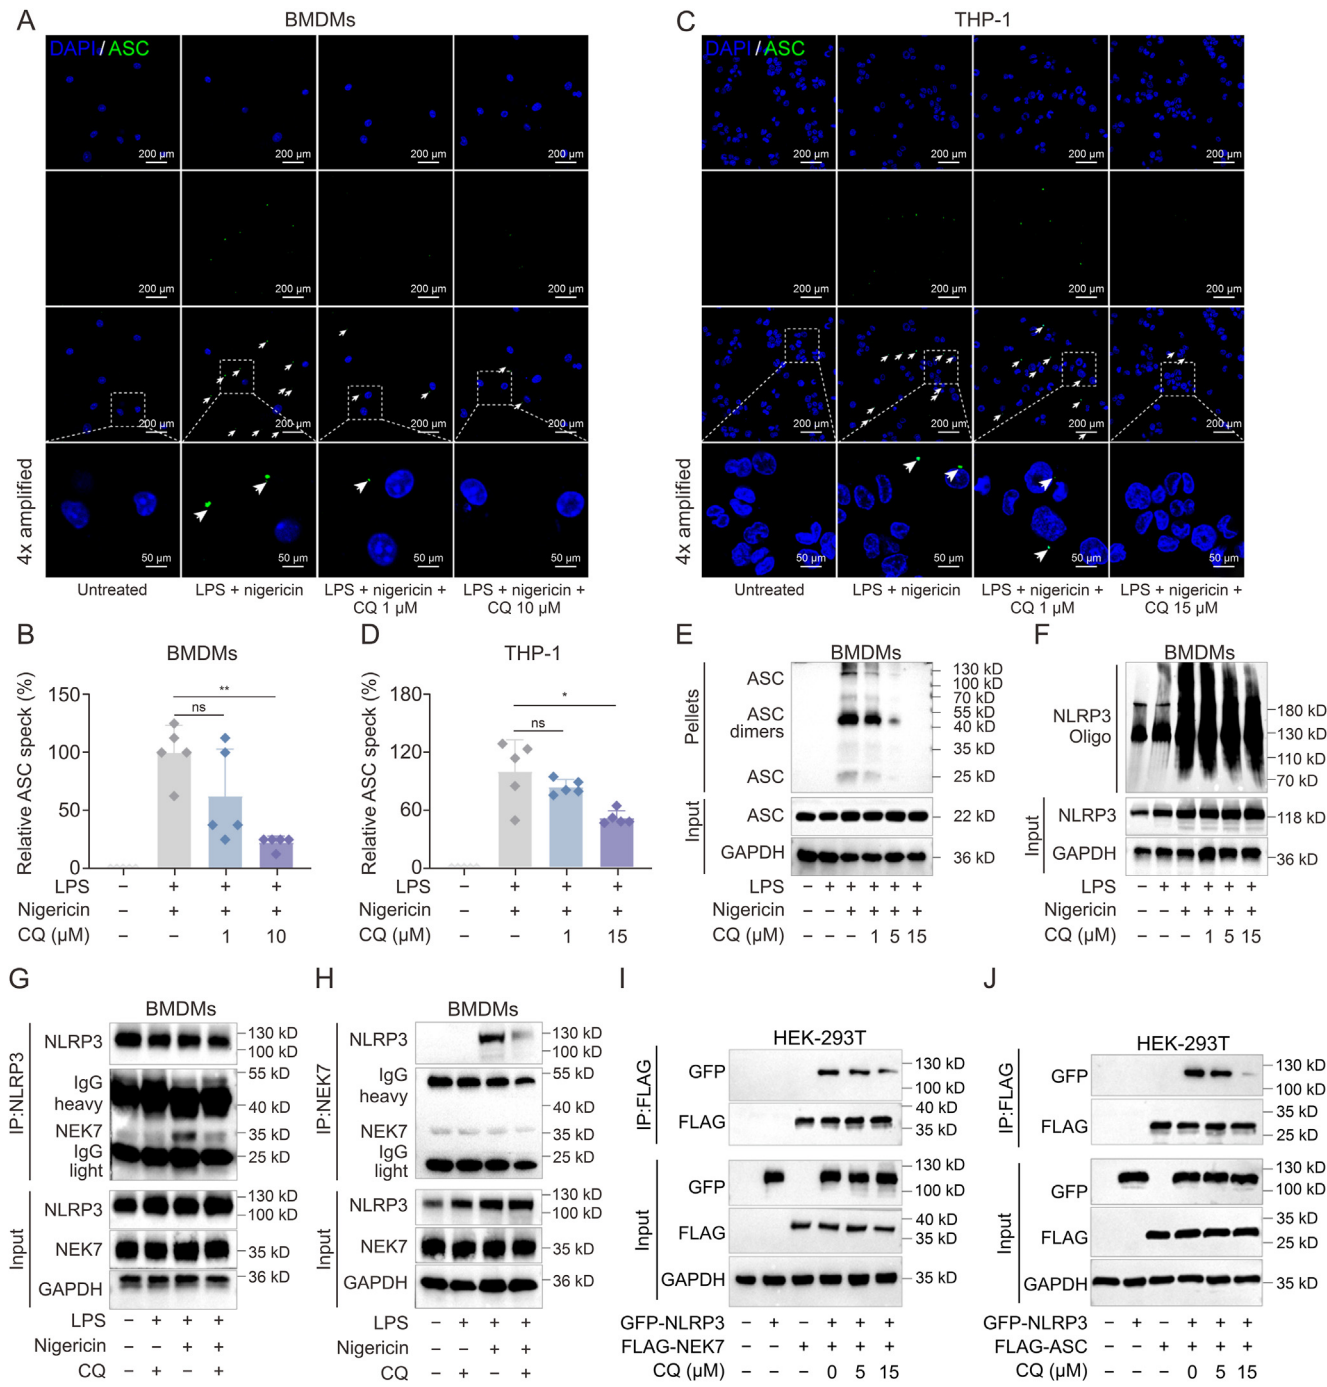 A
BMDMs
DAPI/ASC
200 μm
200 μm
200 μm
200 μm
200 μm
200 μm
200 μm
200 μm
200 μm
200 μm
200 μm
200 μm
4x amplified
50 μm
50 μm
50 μm
50 μm
Untreated
LPS + nigericin
LPS + nigericin +
CQ 1 μM
LPS + nigericin +
CQ 10 μM
C
THP-1
DAPI/ASC
200 μm
200 μm
200 μm
200 μm
200 μm
200 μm
200 μm
200 μm
200 μm
200 μm
200 μm
200 μm
4x amplified
50 μm
50 μm
50 μm
50 μm
Untreated
LPS + nigericin
LPS + nigericin +
CQ 1 μM
LPS + nigericin +
CQ 15 μM
B
BMDMs
Relative ASC speck (%)
150
100
50
0
**
ns
LPS − + + +
Nigericin − + + +
CQ (μM) − − 1 10
D
THP-1
Relative ASC speck (%)
180
120
60
0
*
ns
LPS − + + +
Nigericin − + + +
CQ (μM) − − 1 15
E
BMDMs
Pellets
ASC
ASC
dimers
ASC
130 kD
100 kD
70 kD
55 kD
40 kD
35 kD
25 kD
Input
ASC
22 kD
GAPDH
36 kD
LPS − + + + + +
Nigericin − − + + + +
CQ (μM) − − − 1 5 15
F
BMDMs
NLRP3
Oligo
180 kD
130 kD
110 kD
70 kD
Input
NLRP3
118 kD
GAPDH
36 kD
LPS − + + + + +
Nigericin − − + + + +
CQ (μM) − − − 1 5 15
G
BMDMs
IP:NLRP3
NLRP3
130 kD
100 kD
IgG
heavy
55 kD
40 kD
NEK7
35 kD
IgG
light
25 kD
Input
NLRP3
130 kD
100 kD
NEK7
35 kD
GAPDH
36 kD
LPS − + + +
Nigericin − − + +
CQ − + − +
H
BMDMs
IP:NEK7
NLRP3
130 kD
100 kD
IgG
heavy
55 kD
40 kD
NEK7
35 kD
IgG
light
25 kD
Input
NLRP3
130 kD
100 kD
NEK7
35 kD
GAPDH
36 kD
LPS − + + +
Nigericin − − + +
CQ − + − +
I
HEK-293T
IP:FLAG
GFP
130 kD
100 kD
FLAG
40 kD
35 kD
Input
GFP
130 kD
100 kD
FLAG
40 kD
35 kD
GAPDH
35 kD
GFP-NLRP3 − + − + + +
FLAG-NEK7 − − + + + +
CQ (μM) − − − 0 5 15
J
HEK-293T
IP:FLAG
GFP
130 kD
100 kD
FLAG
35 kD
25 kD
Input
GFP
130 kD
100 kD
FLAG
35 kD
25 kD
GAPDH
35 kD
GFP-NLRP3 − + − + + +
FLAG-ASC − − + + + +
CQ (μM) − − − 0 5 15